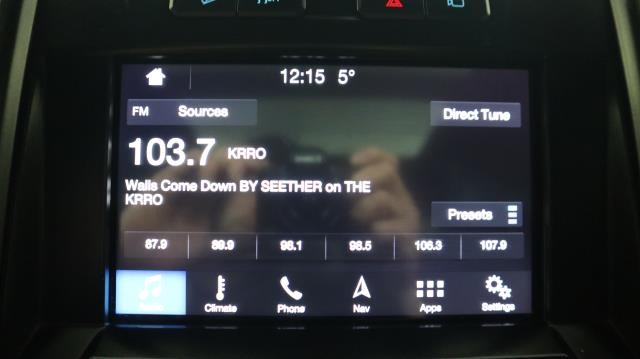 12:15 5°
FM Sources
Direct Tune
103.7 KRRO
Walls Come Down BY SEETHER on THE
KRRO
Presets
87.9 89.9 98.1 98.5 106.3 107.9
Climate Phone Nav Apps Settings